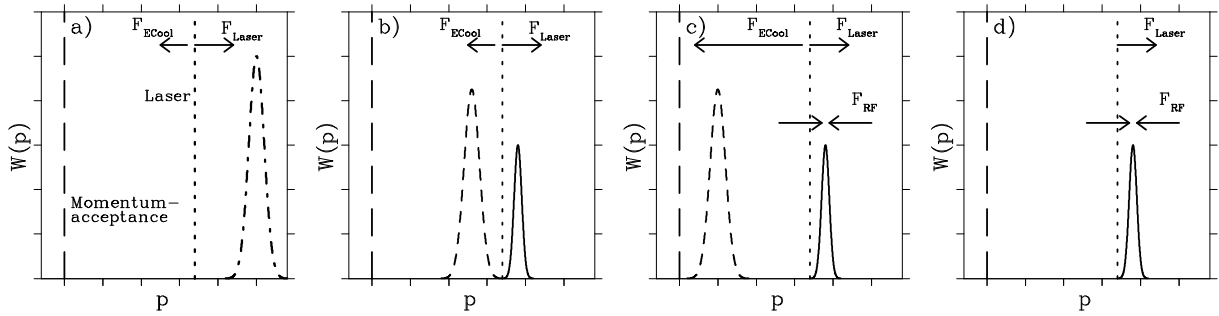 a)
F_ECool F_Laser
Laser
Momentum-
acceptance
W(p)
p
b)
F_ECool F_Laser
W(p)
p
c)
F_ECool F_Laser
F_RF
W(p)
p
d)
F_Laser
F_RF
W(p)
p